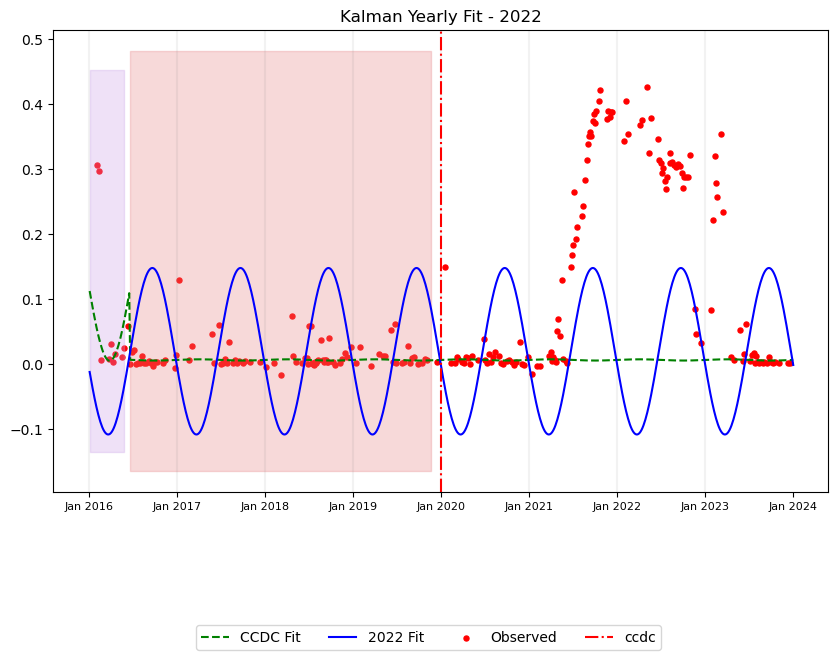 Kalman Yearly Fit - 2022
0.5
0.4
0.3
0.2
0.1
0.0
−0.1
Jan 2016 Jan 2017 Jan 2018 Jan 2019 Jan 2020 Jan 2021 Jan 2022 Jan 2023 Jan 2024
CCDC Fit 2022 Fit Observed ccdc